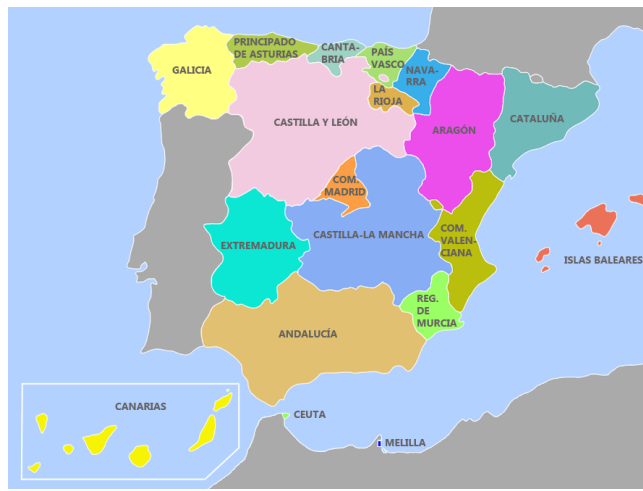 PRINCIPADO
DE ASTURIAS
CANTA-
BRIA
PAÍS
VASCO
GALICIA
NAVA-
RRA
LA
RIOJA
CASTILLA Y LEÓN
ARAGÓN
CATALUÑA
COM.
MADRID
CASTILLA-LA MANCHA
COM.
VALEN-
CIANA
EXTREMADURA
ISLAS BALEARES
REG.
DE
MURCIA
ANDALUCÍA
CANARIAS
CEUTA
MELILLA